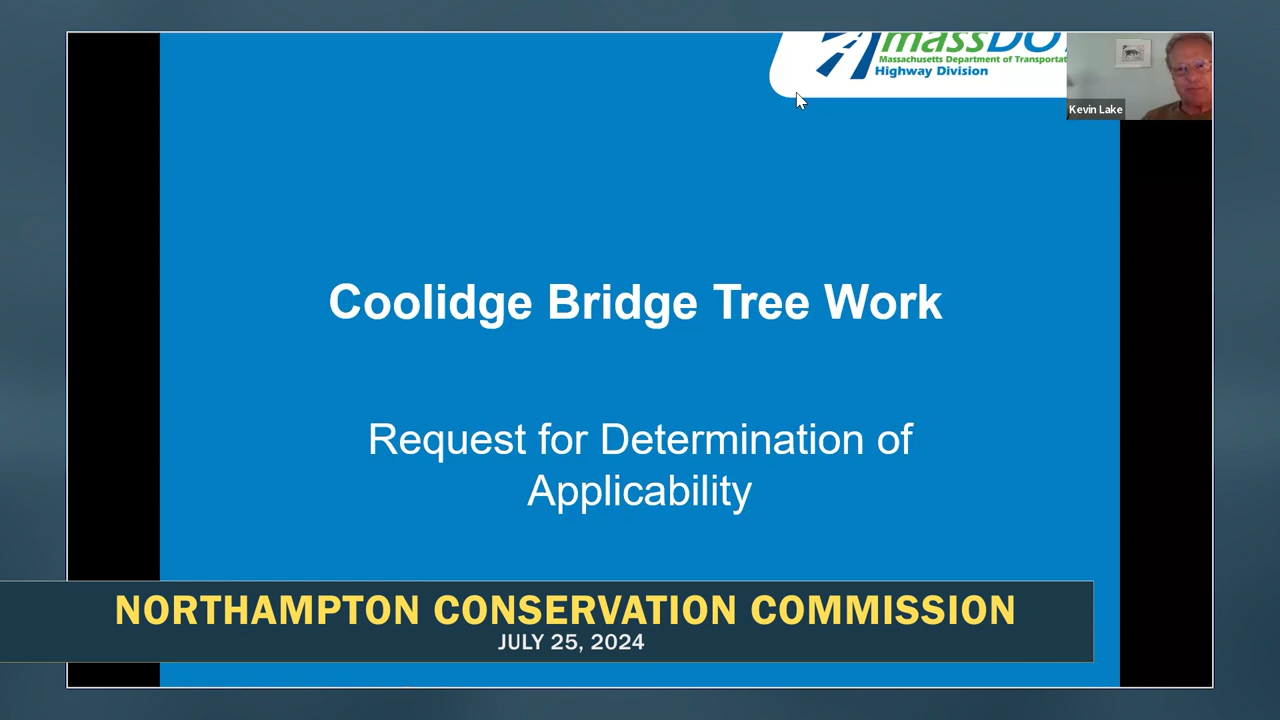 massDOT
Massachusetts Department of Transportat
Highway Division
Kevin Lake
Coolidge Bridge Tree Work
Request for Determination of
Applicability
NORTHAMPTON CONSERVATION COMMISSION
JULY 25, 2024